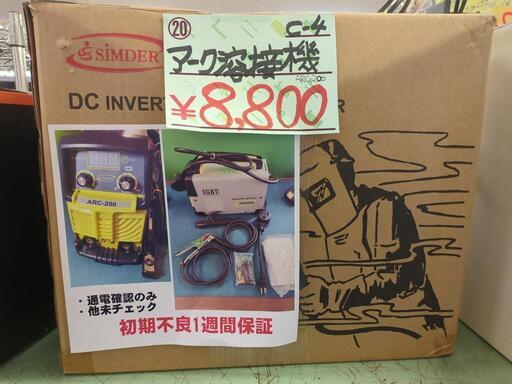 SIMDER
⑳
C-4
アーク溶接機
ARC200
¥8,800
DC INVERT
R
ARC-200
IGBT
・通電確認のみ
・他未チェック
初期不良1週間保証